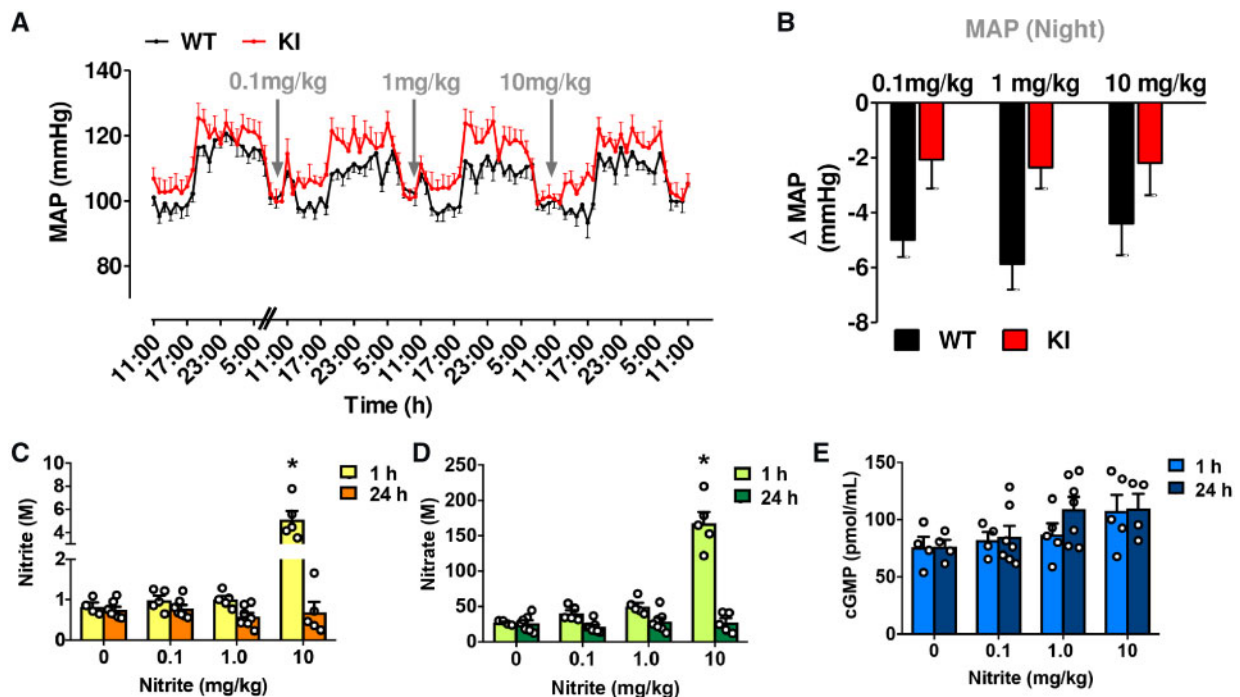 A
WT KI
0.1mg/kg 1mg/kg 10mg/kg
MAP (mmHg)
140
120
100
80
11:00 17:00 23:00 5:00 11:00 17:00 23:00 5:00 11:00 17:00 23:00 5:00 11:00 17:00 23:00 5:00 11:00
Time (h)
B
MAP (Night)
0.1mg/kg 1 mg/kg 10 mg/kg
Δ MAP
(mmHg)
0
-2
-4
-6
-8
WT KI
C
Nitrite (M)
10
8
6
4
2
1
0
*
1 h
24 h
0 0.1 1.0 10
Nitrite (mg/kg)
D
Nitrate (M)
250
200
150
100
50
0
*
1 h
24 h
0 0.1 1.0 10
Nitrite (mg/kg)
E
cGMP (pmol/mL)
150
100
50
0
1 h
24 h
0 0.1 1.0 10
Nitrite (mg/kg)